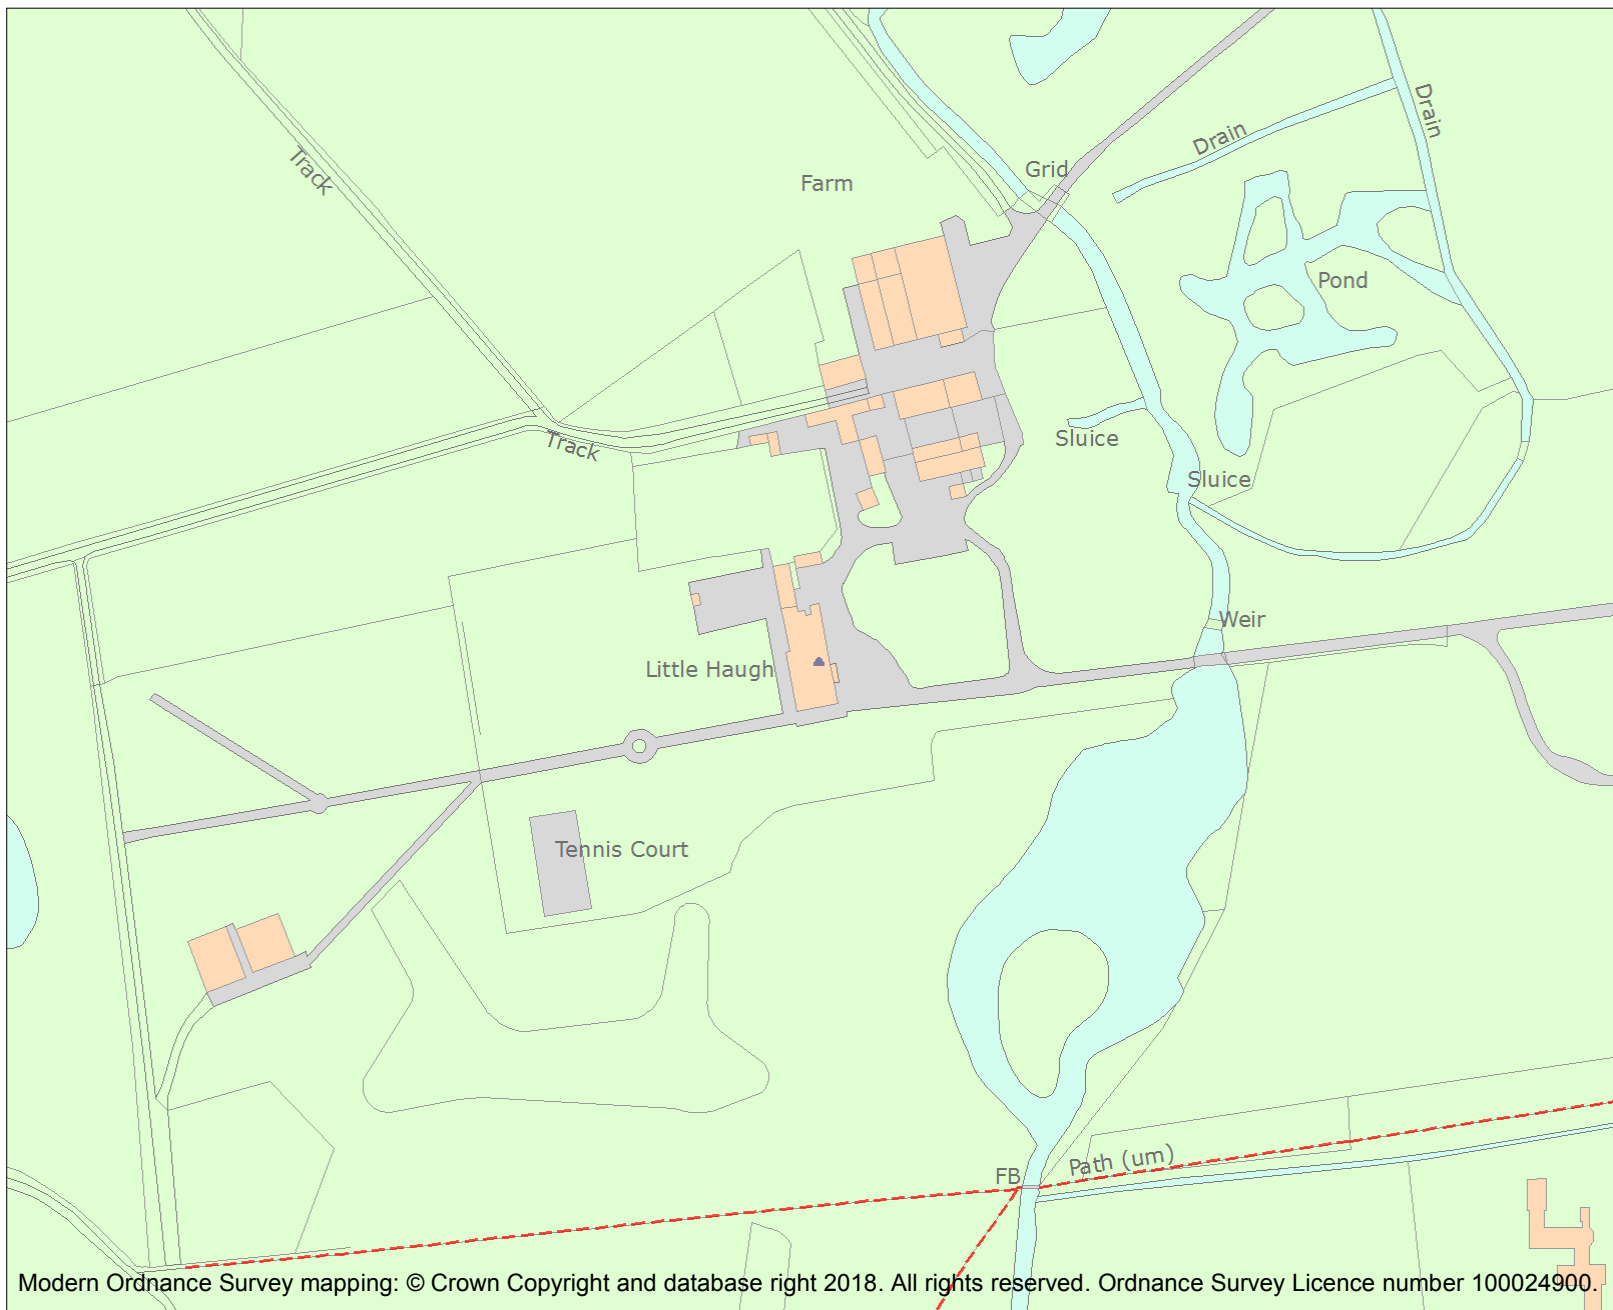 Drain
Drain
Track
Grid
Farm
Pond
Track
Sluice
Sluice
Weir
Little Haugh
Tennis Court
Path (um)
FB
Modern Ordnance Survey mapping: © Crown Copyright and database right 2018. All rights reserved. Ordnance Survey Licence number 100024900.